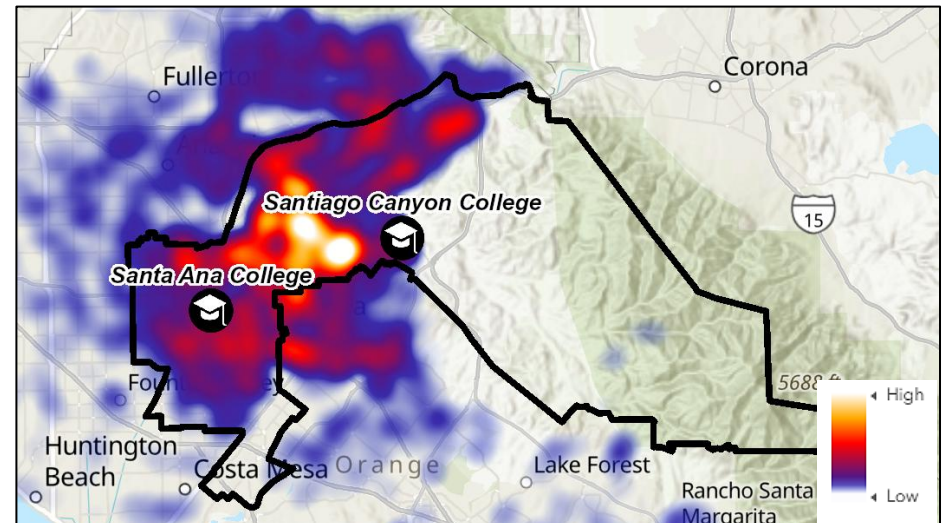 Fullerton
Corona
Santiago Canyon College
15
Santa Ana College
5688 ft
High
Huntington
Beach
Costa Mesa
Orange
Lake Forest
Low
Rancho Santa
Margarita